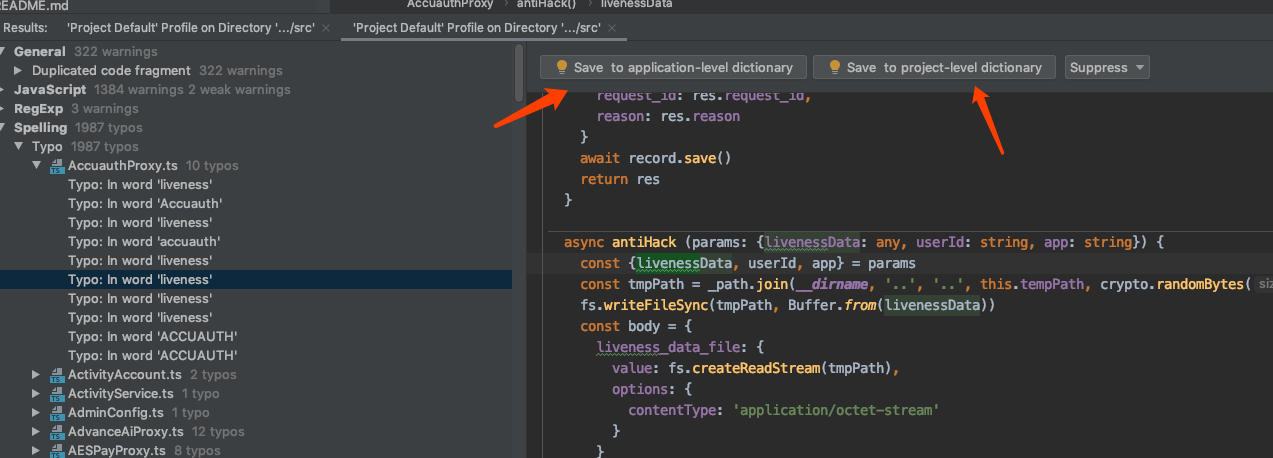 README.md
AccuauthProxy › antiHack() › livenessData
Results: 'Project Default' Profile on Directory '.../src' × 'Project Default' Profile on Directory '.../src' ×
General 322 warnings
Duplicated code fragment 322 warnings
JavaScript 1384 warnings 2 weak warnings
RegExp 3 warnings
Spelling 1987 typos
Typo 1987 typos
AccuauthProxy.ts 10 typos
Typo: In word 'liveness'
Typo: In word 'Accuauth'
Typo: In word 'liveness'
Typo: In word 'accuauth'
Typo: In word 'liveness'
Typo: In word 'liveness'
Typo: In word 'liveness'
Typo: In word 'liveness'
Typo: In word 'ACCUAUTH'
Typo: In word 'ACCUAUTH'
ActivityAccount.ts 2 typos
ActivityService.ts 1 typo
AdminConfig.ts 1 typo
AdvanceAiProxy.ts 12 typos
AESPayProxy.ts 8 typos
Save to application-level dictionary Save to project-level dictionary Suppress
request_id: res.request_id,
reason: res.reason
}
await record.save()
return res
}
async antiHack (params: {livenessData: any, userId: string, app: string}) {
const {livenessData, userId, app} = params
const tmpPath = _path.join(__dirname, '..', '..', this.tempPath, crypto.randomBytes( siz
fs.writeFileSync(tmpPath, Buffer.from(livenessData))
const body = {
liveness_data_file: {
value: fs.createReadStream(tmpPath),
options: {
contentType: 'application/octet-stream'
}
}